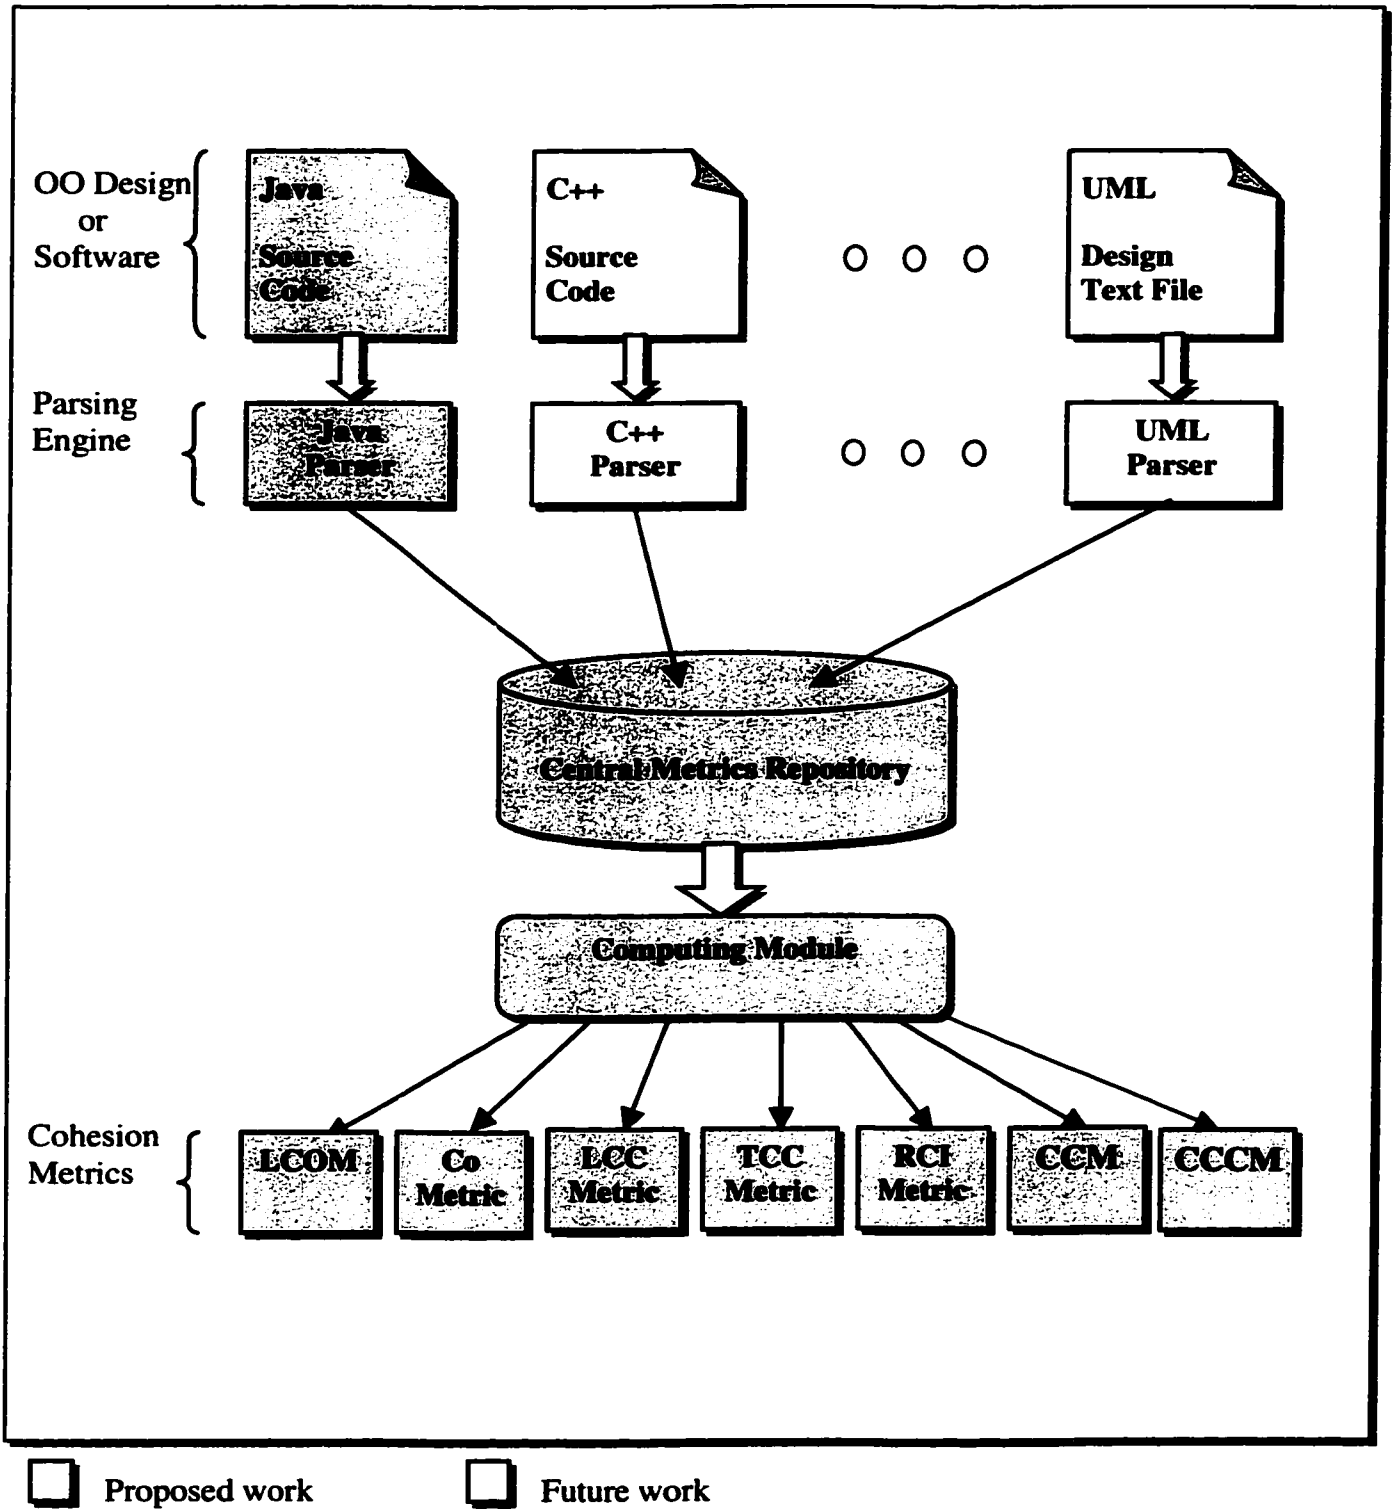 OO Design
or
Software
Java
Source
Code
C++
Source
Code
UML
Design
Text File
Parsing
Engine
Java
Parser
C++
Parser
UML
Parser
Central Metrics Repository
Computing Module
Cohesion
Metrics
LCOM
Co
Metric
LCC
Metric
TCC
Metric
RCI
Metric
CCM
CCCM
Proposed work
Future work